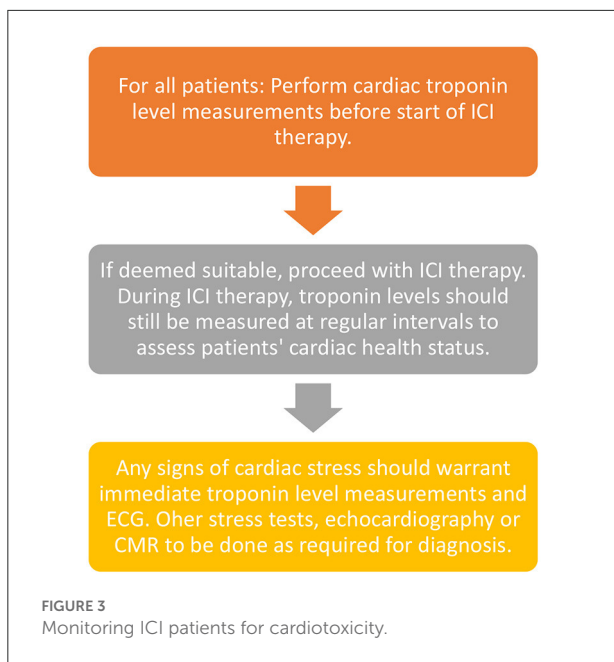 For all patients: Perform cardiac troponin
level measurements before start of ICI
therapy.
If deemed suitable, proceed with ICI therapy.
During ICI therapy, troponin levels should
still be measured at regular intervals to
assess patients' cardiac health status.
Any signs of cardiac stress should warrant
immediate troponin level measurements and
ECG. Oher stress tests, echocardiography or
CMR to be done as required for diagnosis.
FIGURE 3
Monitoring ICI patients for cardiotoxicity.